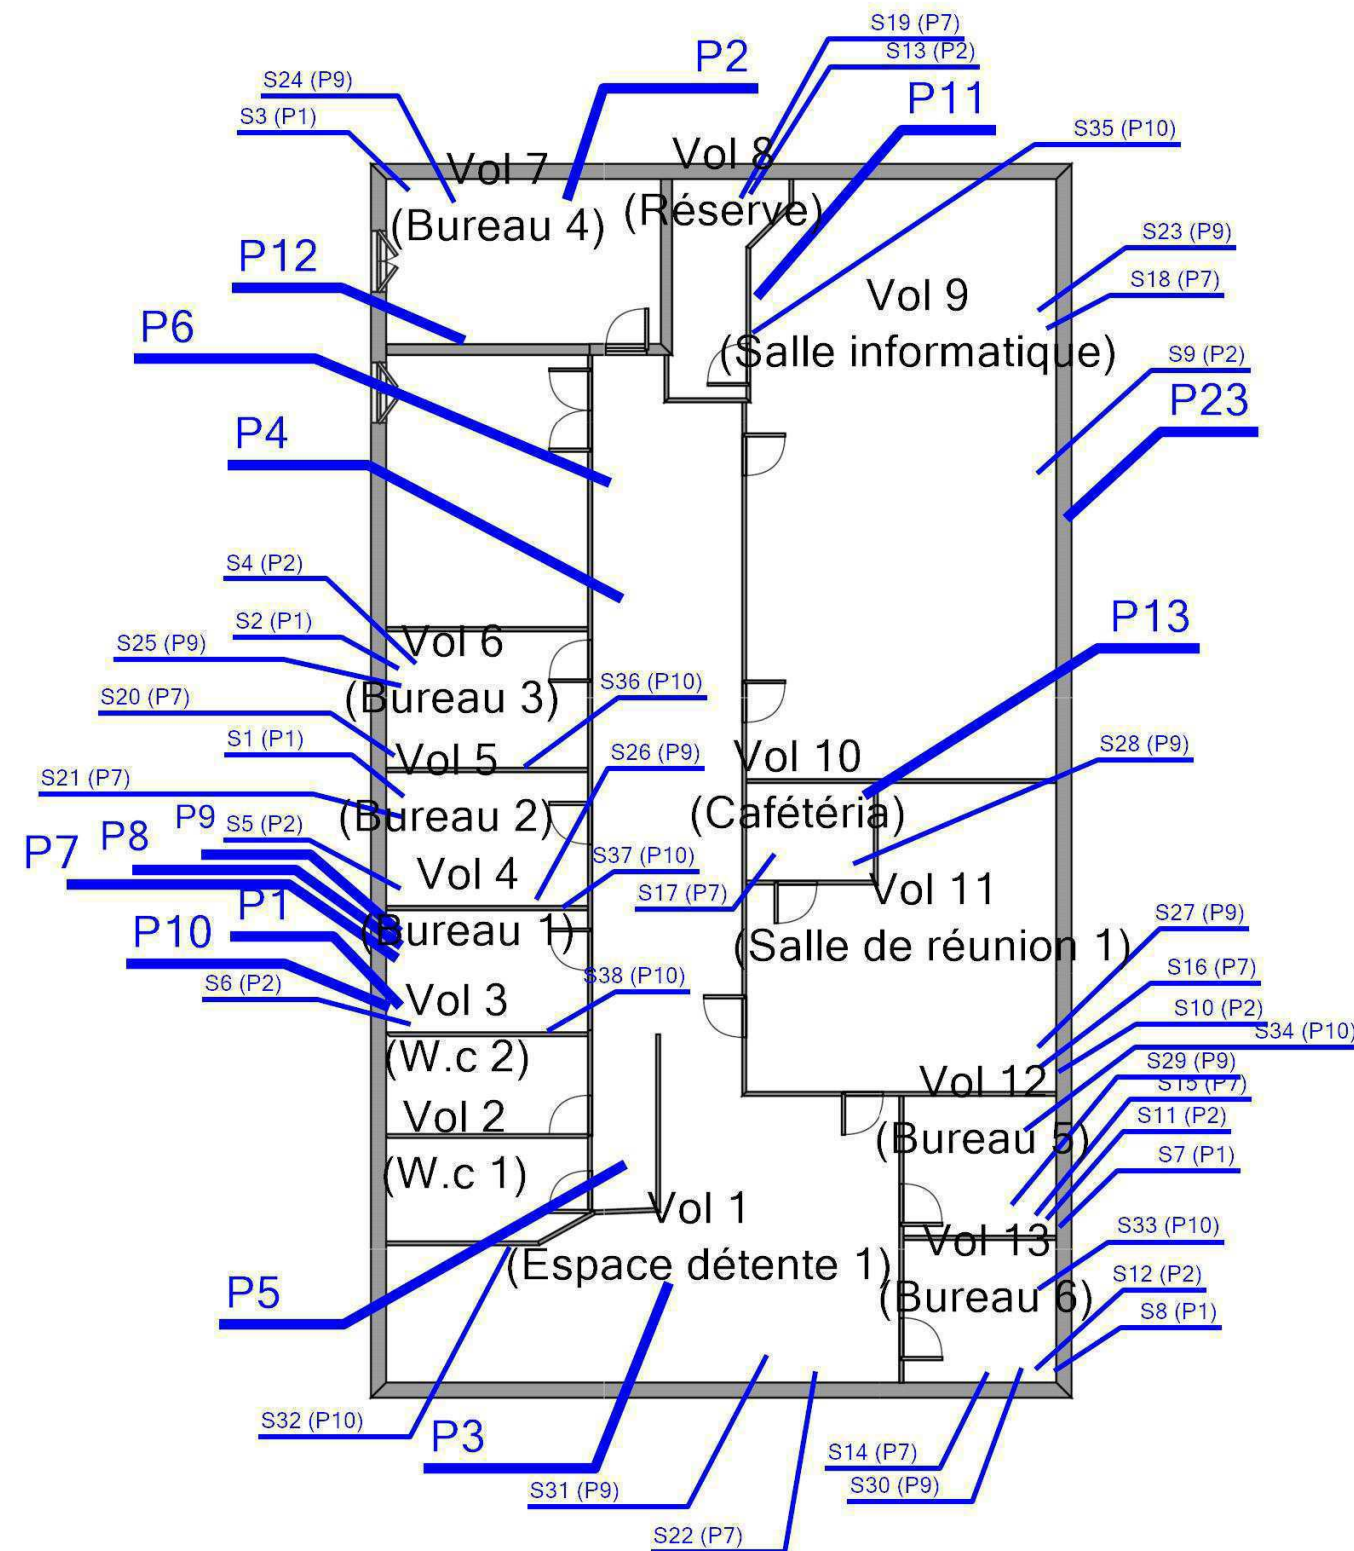 S19 (P7)
S13 (P2)
P2
S24 (P9)
P11
S3 (P1)
S35 (P10)
Vol 8
(Réserve)
Vol 7
(Bureau 4)
S23 (P9)
P12
S18 (P7)
Vol 9
(Salle informatique)
P6
S9 (P2)
P23
P4
S4 (P2)
P13
S2 (P1)
S25 (P9)
Vol 6
(Bureau 3)
S36 (P10)
S20 (P7)
S1 (P1)
S26 (P9)
S28 (P9)
Vol 5
(Bureau 2)
Vol 10
(Cafétéria)
S21 (P7)
P9
S5 (P2)
P8
P7
S37 (P10)
Vol 4
(Bureau 1)
S17 (P7)
Vol 11
(Salle de réunion 1)
P1
P10
S27 (P9)
S16 (P7)
S6 (P2)
S38 (P10)
Vol 3
(W.c 2)
S10 (P2)
S34 (P10)
S29 (P9)
S15 (P7)
Vol 12
(Bureau 5)
S11 (P2)
Vol 2
(W.c 1)
S7 (P1)
Vol 1
(Espace détente 1)
S33 (P10)
Vol 13
(Bureau 6)
S12 (P2)
P5
S8 (P1)
S32 (P10)
P3
S14 (P7)
S31 (P9)
S30 (P9)
S22 (P7)